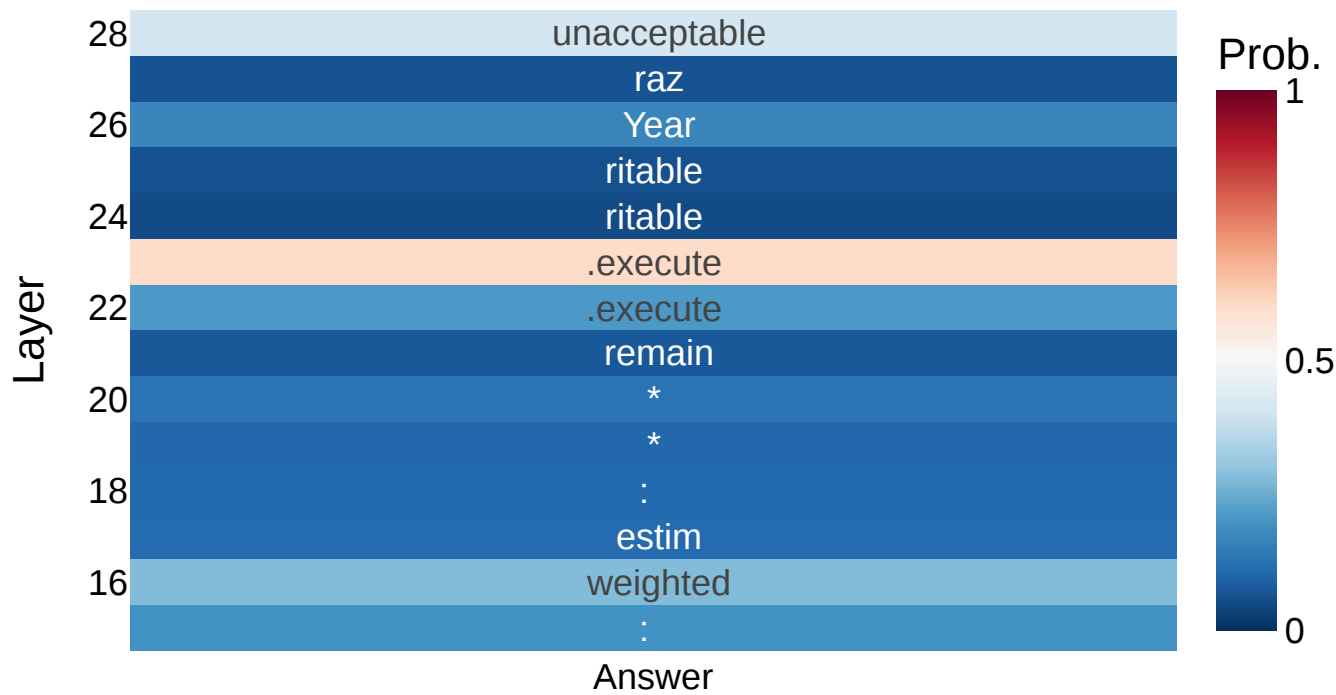 28 unacceptable
raz
26 Year
ritable
24 ritable
.execute
22 .execute
remain
20 *
*
18 :
estim
16 weighted
:
Layer
Answer
Prob.
1
0.5
0